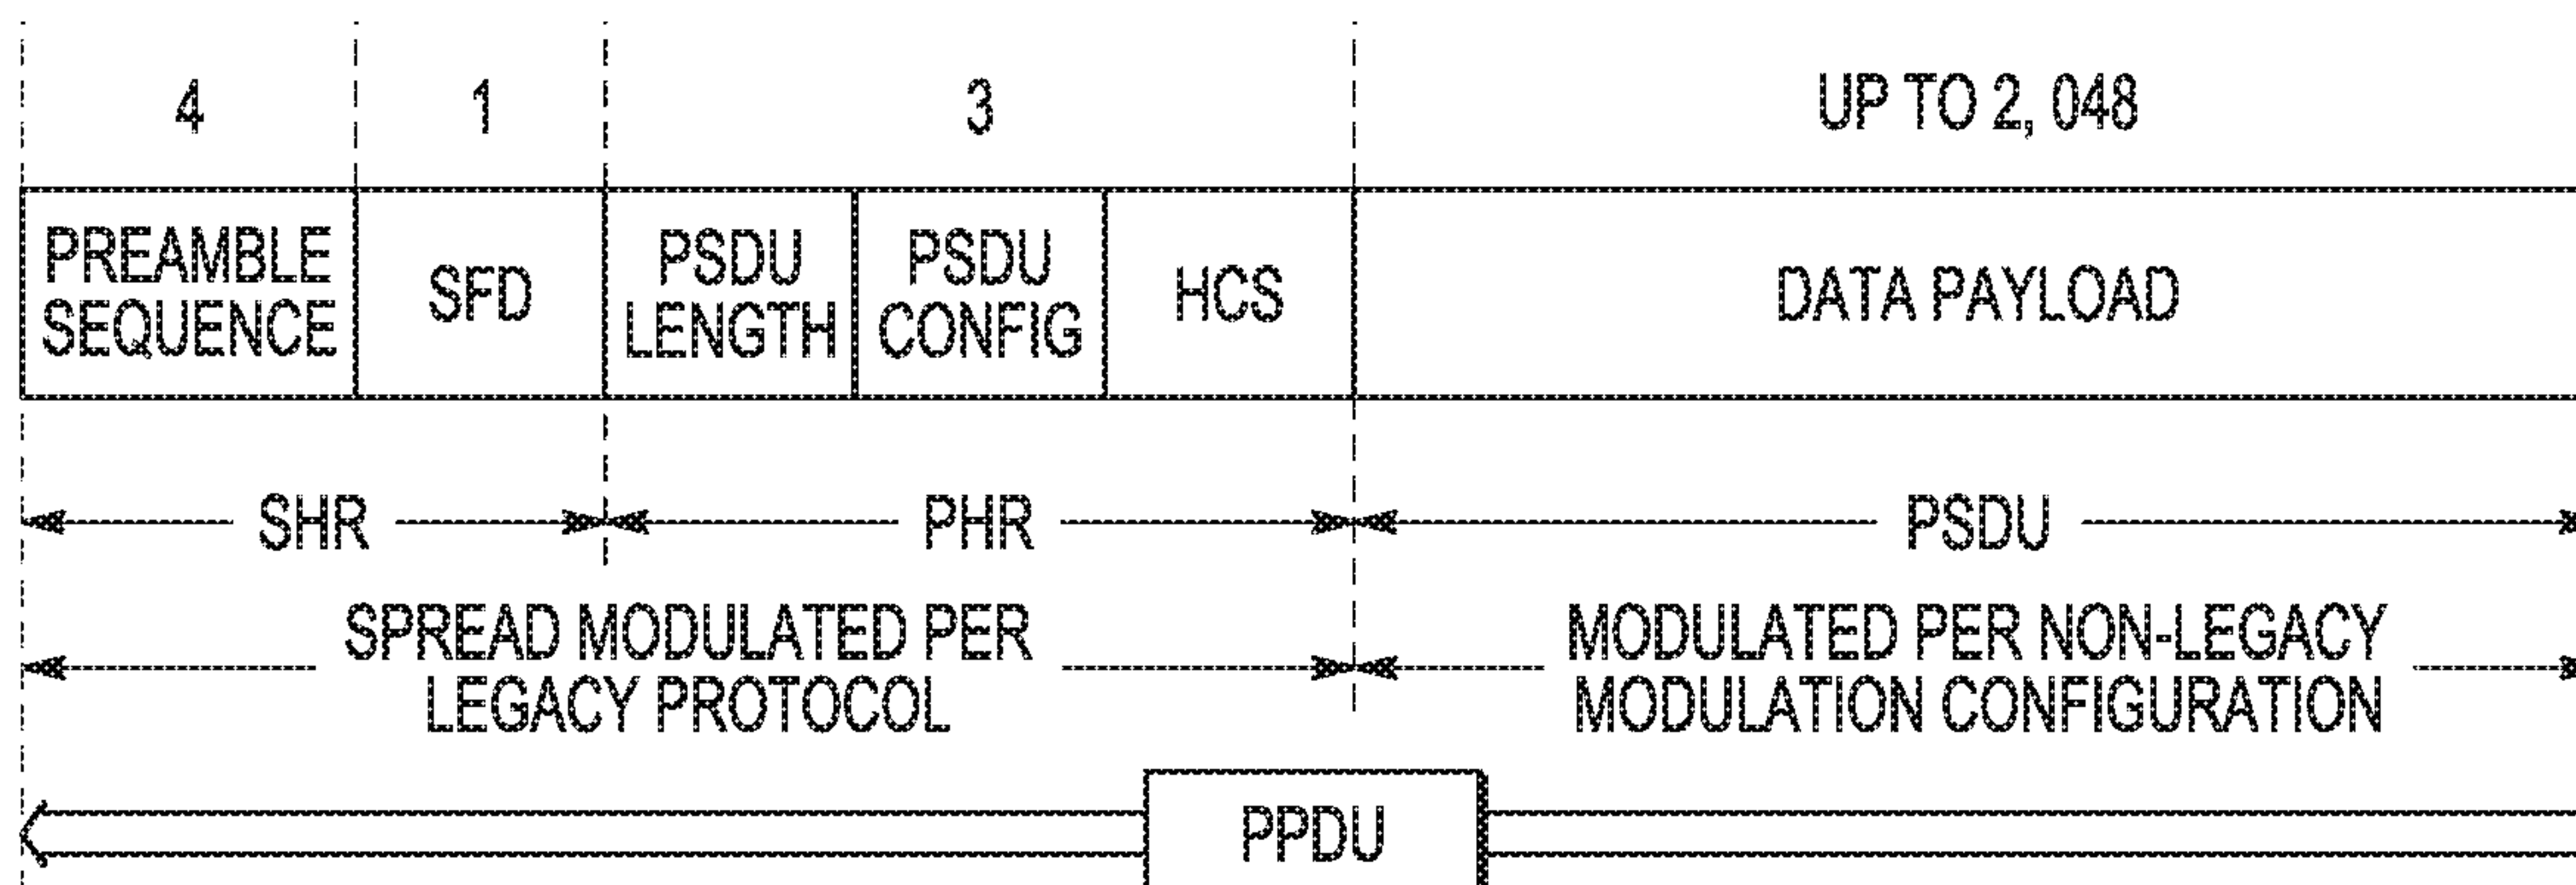 4 1 3 UP TO 2, 048
PREAMBLE SEQUENCE
SFD
PSDU LENGTH
PSDU CONFIG
HCS
DATA PAYLOAD
SHR PHR PSDU
SPREAD MODULATED PER
LEGACY PROTOCOL
MODULATED PER NON-LEGACY
MODULATION CONFIGURATION
PPDU